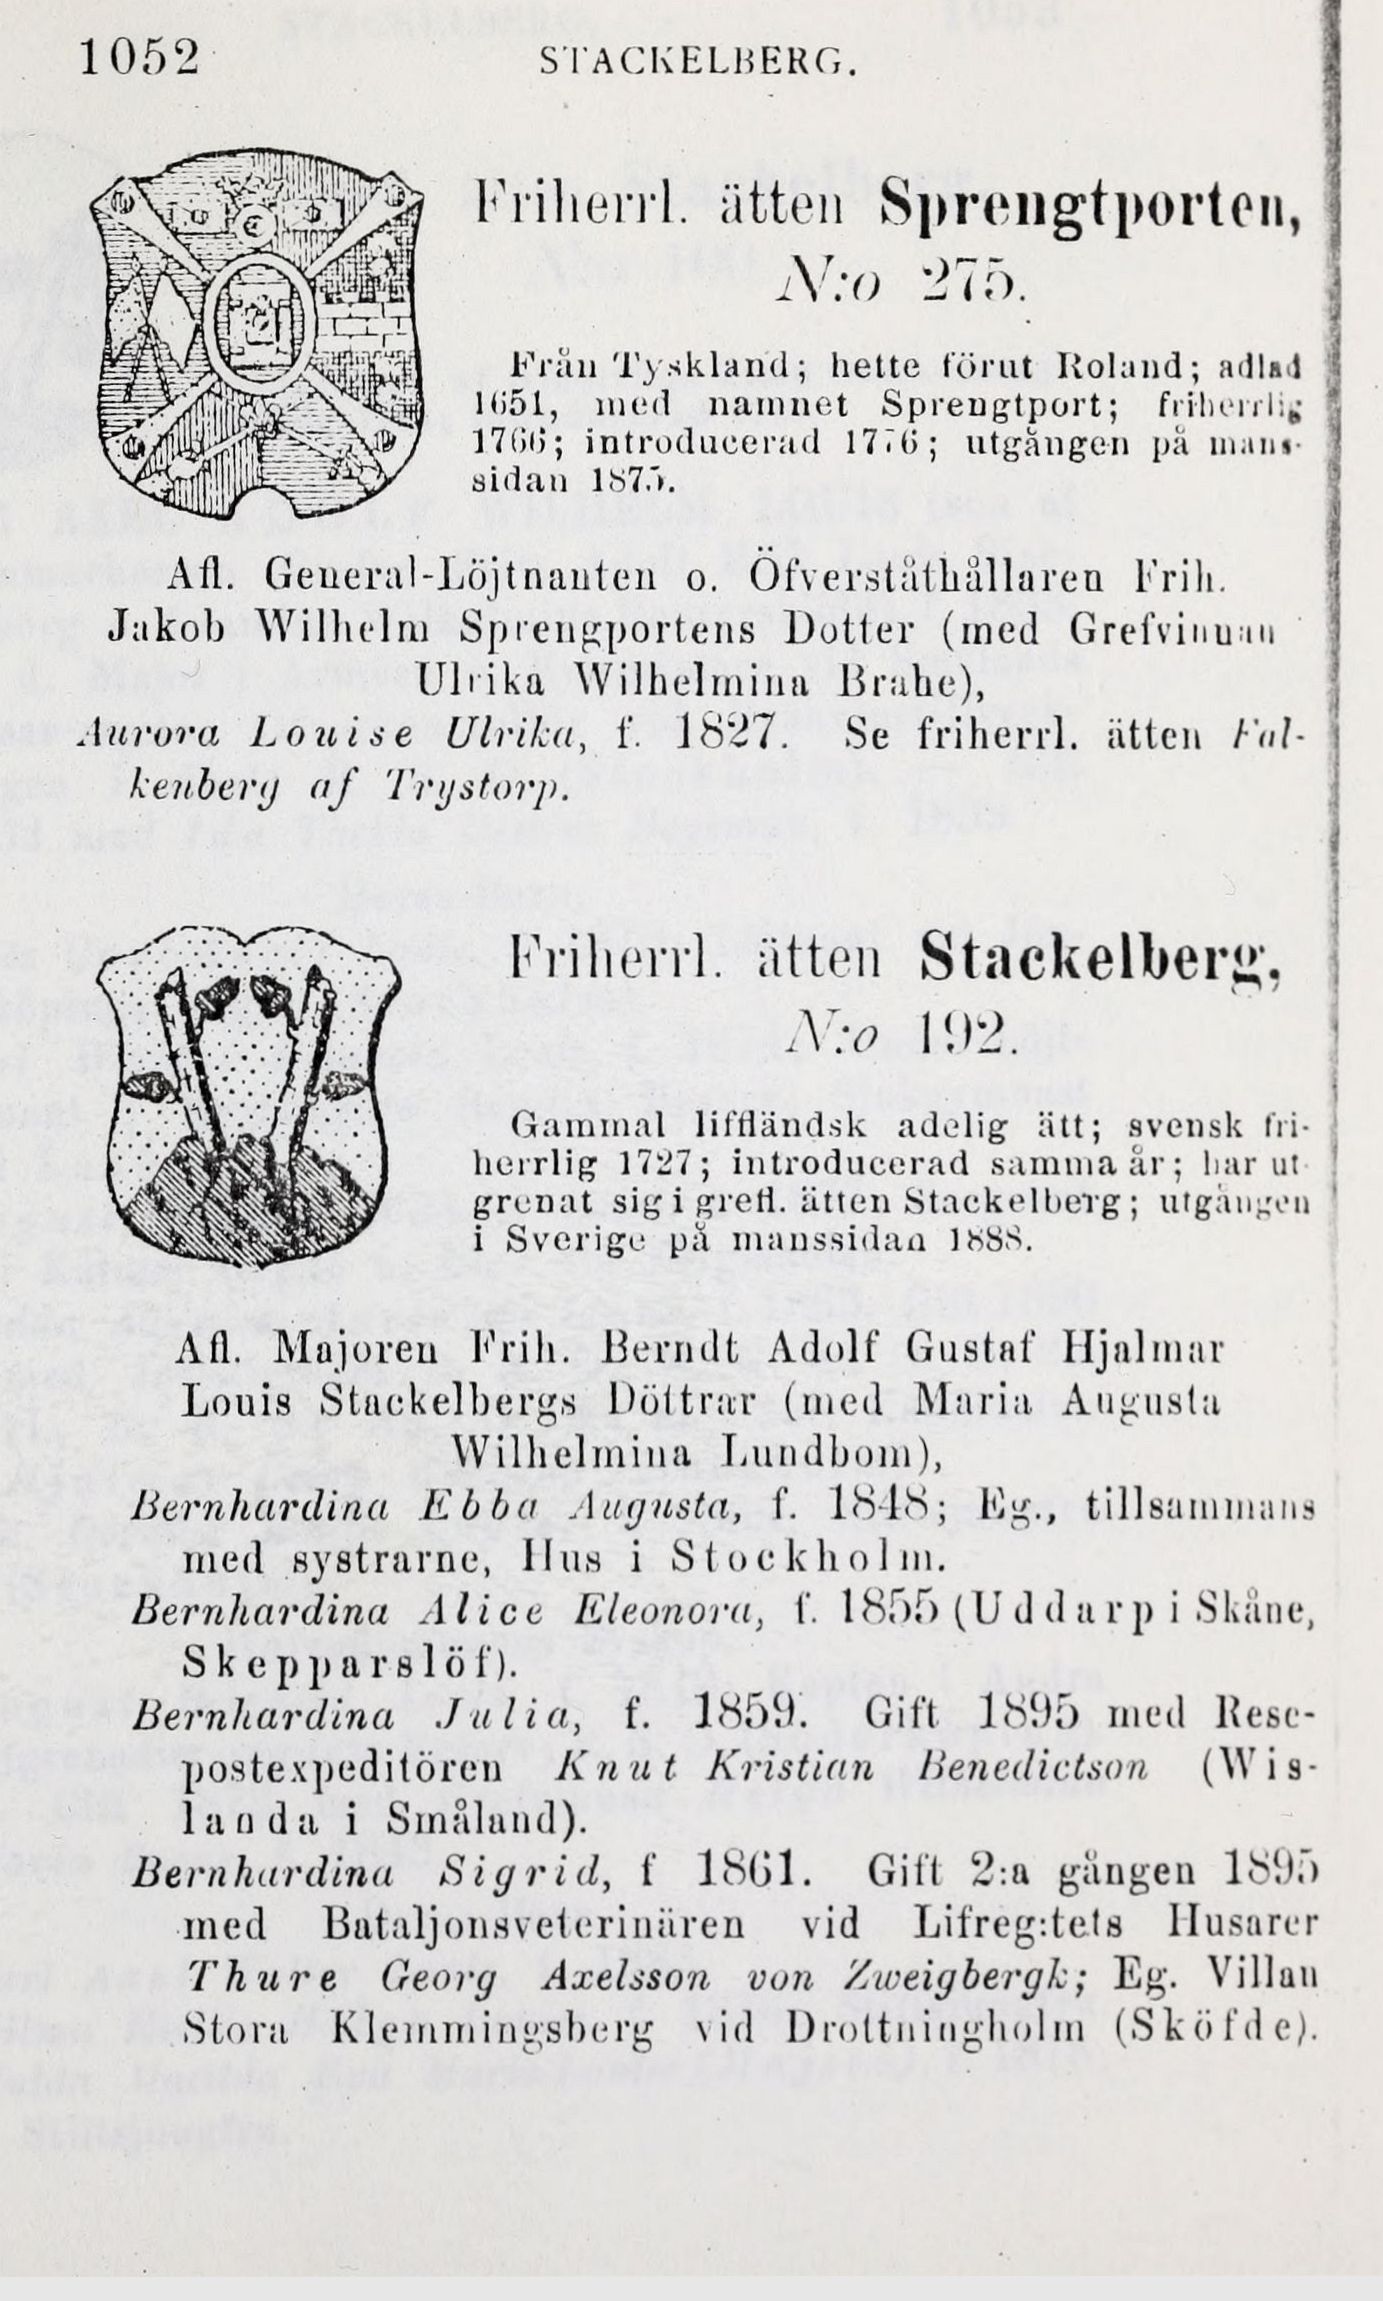 1052
STACKELBERG.
Friherrl. ätten Sprengtporten,
N:o 275.
Från Tyskland; hette förut Roland; adlad
1651, med namnet Sprengtport; friherrlig
1766; introducerad 1776; utgången på mans-
sidan 1875.
Afl. General-Löjtnanten o. Öfverståthållaren Frih.
Jakob Wilhelm Sprengportens Dotter (med Grefvinnan
Ulrika Wilhelmina Brahe),
Aurora Louise Ulrika, f. 1827. Se friherrl. ätten Fal-
kenberg af Trystorp.
Friherrl. ätten Stackelberg,
N:o 192.
Gammal liffländsk adelig ätt; svensk fri-
herrlig 1727; introducerad samma år; har ut-
grenat sig i grefl. ätten Stackelberg; utgången
i Sverige på manssidan 1888.
Afl. Majoren Frih. Berndt Adolf Gustaf Hjalmar
Louis Stackelbergs Döttrar (med Maria Augusta
Wilhelmina Lundbom),
Bernhardina Ebba Augusta, f. 1848; Eg., tillsammans
med systrarne, Hus i Stockholm.
Bernhardina Alice Eleonora, f. 1855 (Uddarp i Skåne,
Skepparslöf).
Bernhardina Julia, f. 1859. Gift 1895 med Rese-
postexpeditören Knut Kristian Benedictson (Wis-
landa i Småland).
Bernhardina Sigrid, f 1861. Gift 2:a gången 1895
med Bataljonsveterinären vid Lifreg:tets Husarer
Thure Georg Axelsson von Zweigbergk; Eg. Villan
Stora Klemmingsberg vid Drottningholm (Sköfde).